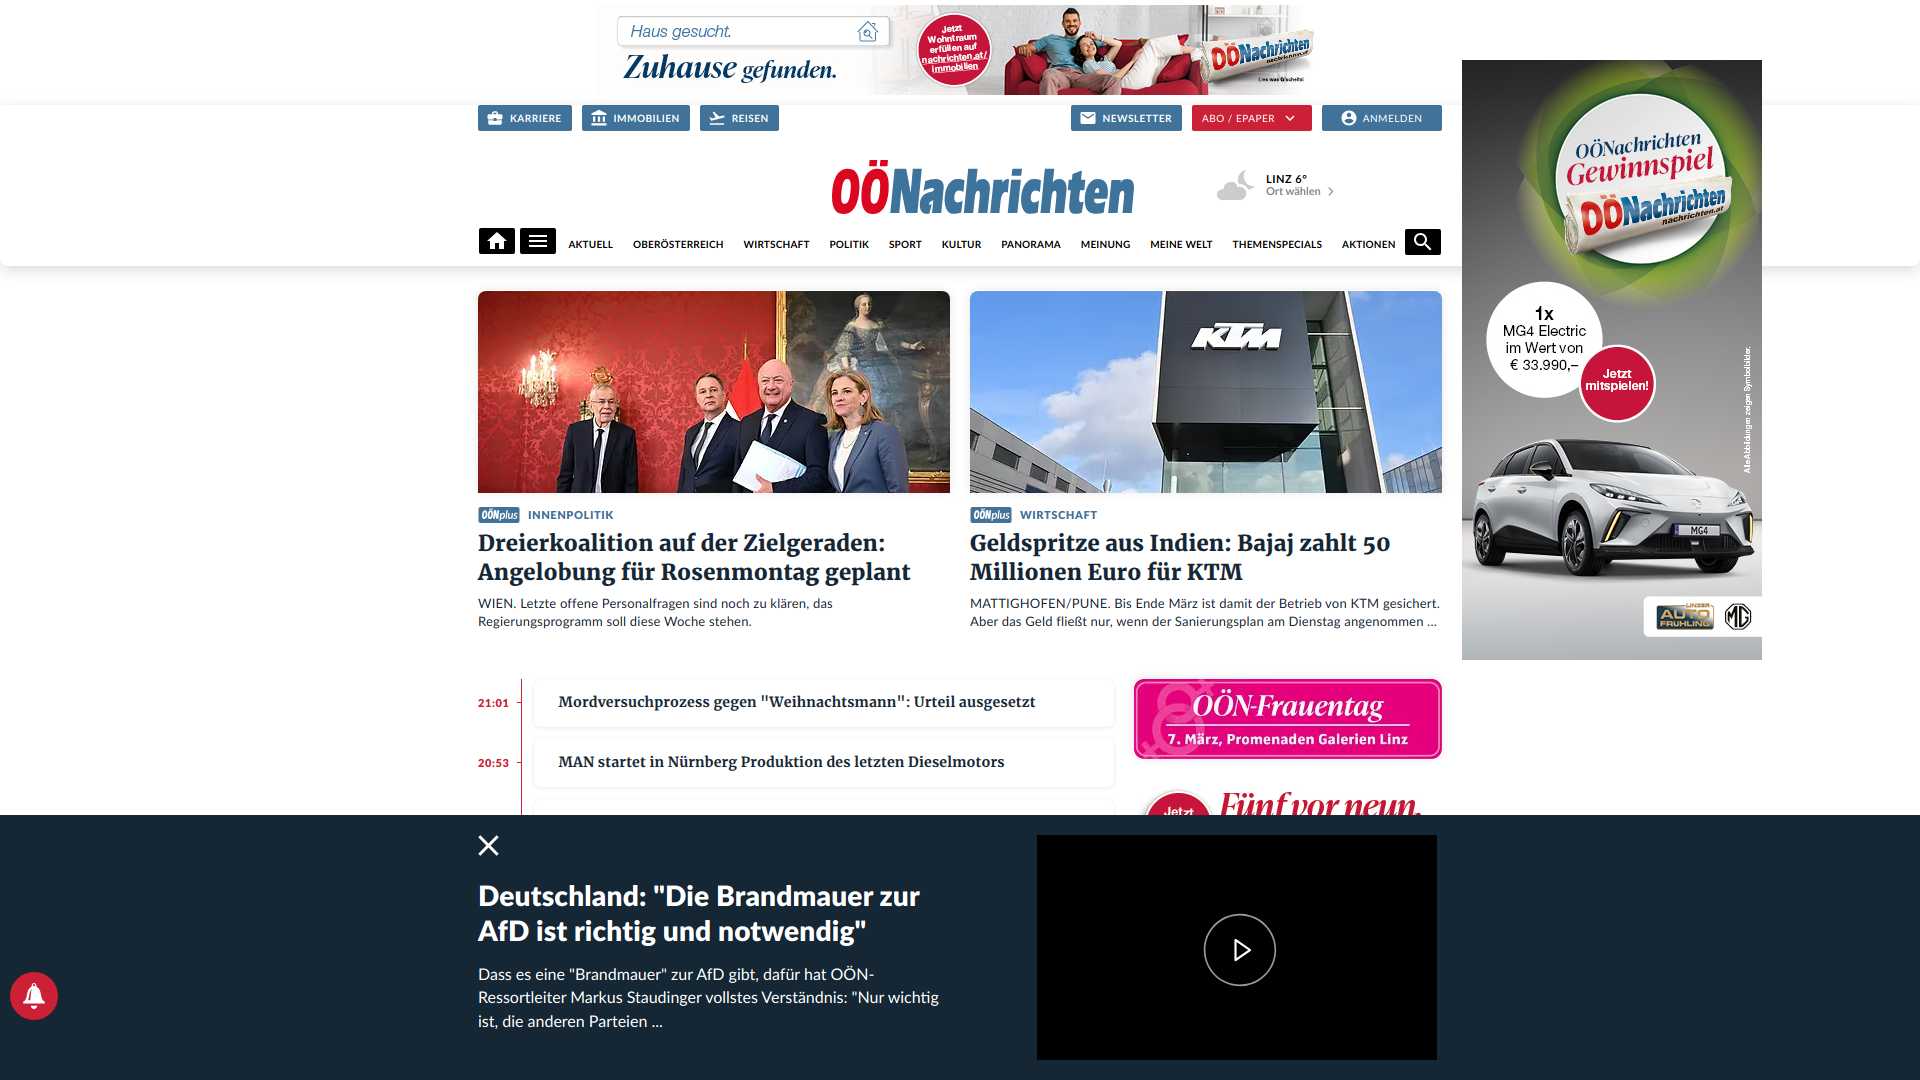 Haus gesucht.
Zuhause gefunden.
Jetzt
Wohntraum
erfüllen auf
nachrichten.at/
immobilien
OÖNachrichten
nachrichten.at
Lies was Gscheits!
KARRIERE
IMMOBILIEN
REISEN
NEWSLETTER
ABO / EPAPER
ANMELDEN
OÖNachrichten
LINZ 6°
Ort wählen
AKTUELL
OBERÖSTERREICH
WIRTSCHAFT
POLITIK
SPORT
KULTUR
PANORAMA
MEINUNG
MEINE WELT
THEMENSPECIALS
AKTIONEN
OÖNachrichten
Gewinnspiel
OÖNachrichten
nachrichten.at
1x
MG4 Electric
im Wert von
€ 33.990,–
Jetzt
mitspielen!
Alle Abbildungen zeigen Symbolbilder.
MG4
LINZER
AUTO
FRÜHLING
MG
KTM
OÖNplus INNENPOLITIK
Dreierkoalition auf der Zielgeraden:
Angelobung für Rosenmontag geplant
WIEN. Letzte offene Personalfragen sind noch zu klären, das
Regierungsprogramm soll diese Woche stehen.
OÖNplus WIRTSCHAFT
Geldspritze aus Indien: Bajaj zahlt 50
Millionen Euro für KTM
MATTIGHOFEN/PUNE. Bis Ende März ist damit der Betrieb von KTM gesichert.
Aber das Geld fließt nur, wenn der Sanierungsplan am Dienstag angenommen ...
21:01
Mordversuchprozess gegen "Weihnachtsmann": Urteil ausgesetzt
20:53
MAN startet in Nürnberg Produktion des letzten Dieselmotors
OÖN-Frauentag
7. März, Promenaden Galerien Linz
Jetzt
Fünf vor neun.
Deutschland: "Die Brandmauer zur
AfD ist richtig und notwendig"
Dass es eine "Brandmauer" zur AfD gibt, dafür hat OÖN-
Ressortleiter Markus Staudinger vollstes Verständnis: "Nur wichtig
ist, die anderen Parteien ...